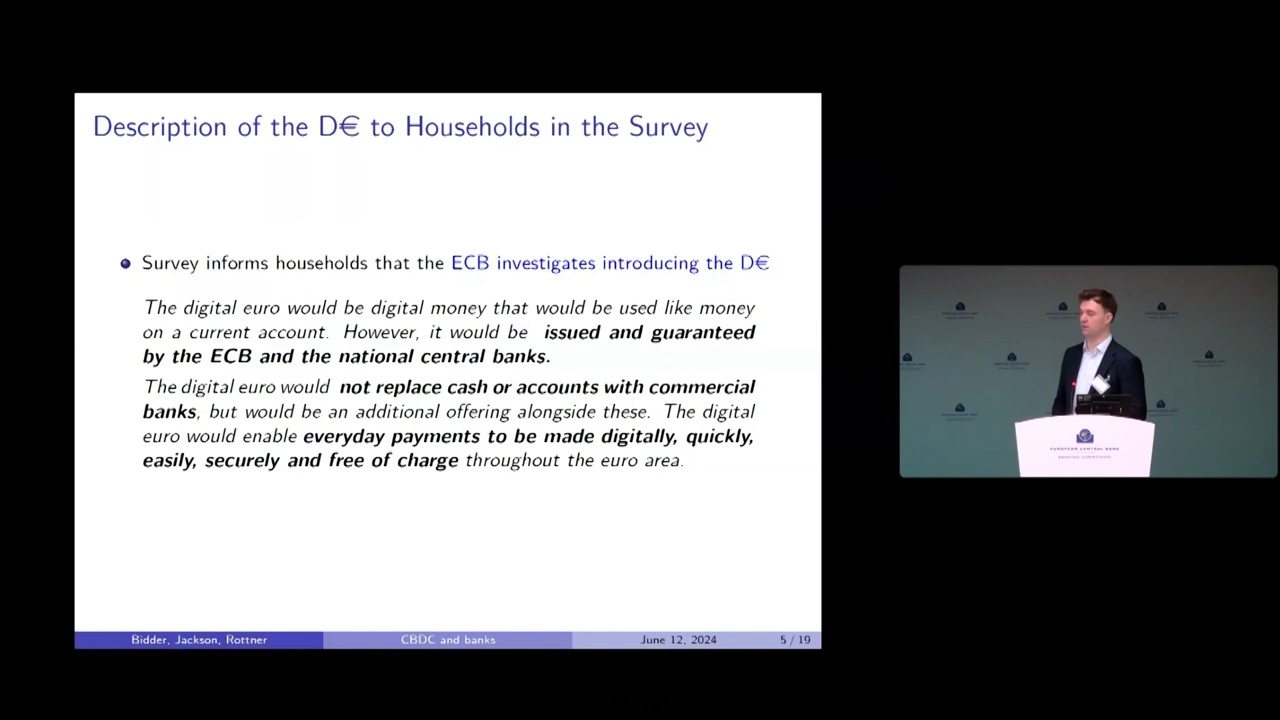 Description of the D€ to Households in the Survey
Survey informs households that the ECB investigates introducing the D€
The digital euro would be digital money that would be used like money
on a current account. However, it would be issued and guaranteed
by the ECB and the national central banks.
The digital euro would not replace cash or accounts with commercial
banks, but would be an additional offering alongside these. The digital
euro would enable everyday payments to be made digitally, quickly,
easily, securely and free of charge throughout the euro area.
Bidder, Jackson, Rottner
CBDC and banks
June 12, 2024
5 / 19
EUROPEAN CENTRAL BANK
BANKING SUPERVISION